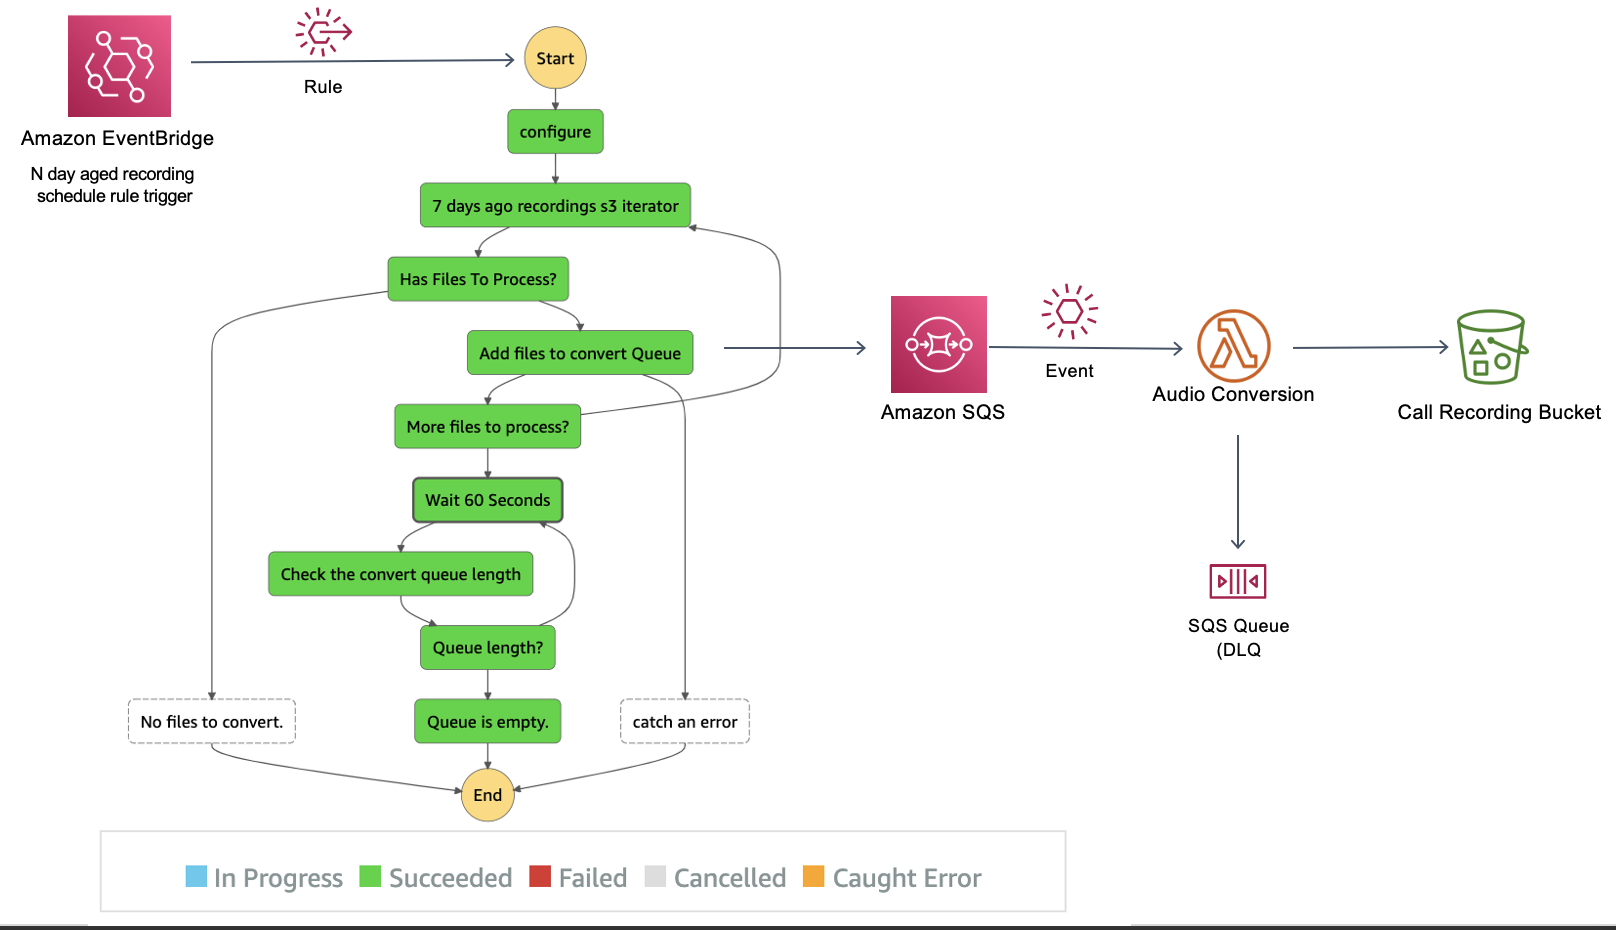 Rule
Start
Amazon EventBridge
N day aged recording
schedule rule trigger
configure
7 days ago recordings s3 iterator
Has Files To Process?
Add files to convert Queue
More files to process?
Wait 60 Seconds
Check the convert queue length
Queue length?
No files to convert.
Queue is empty.
catch an error
End
Amazon SQS
Event
Audio Conversion
Call Recording Bucket
SQS Queue
(DLQ
In Progress
Succeeded
Failed
Cancelled
Caught Error